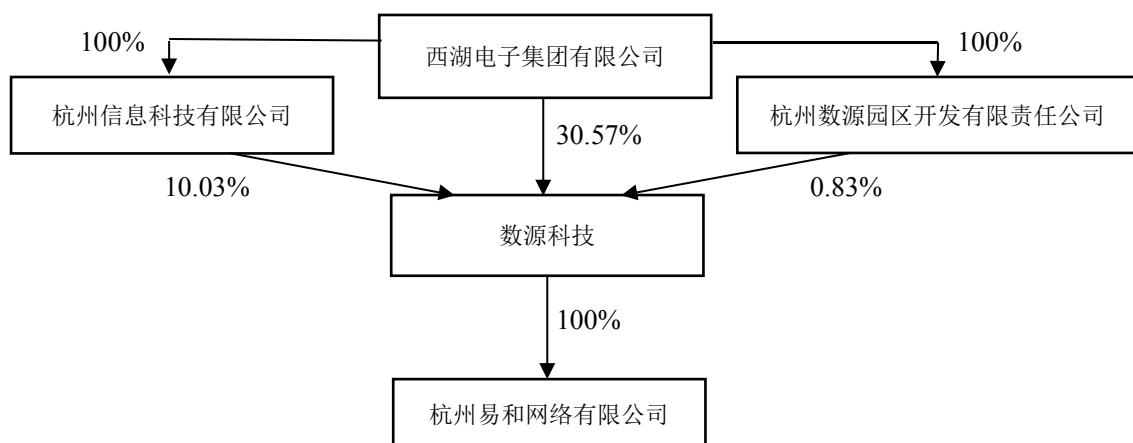 100%
西湖电子集团有限公司
100%
杭州信息科技有限公司
30.57%
杭州数源园区开发有限责任公司
10.03%
0.83%
数源科技
100%
杭州易和网络有限公司